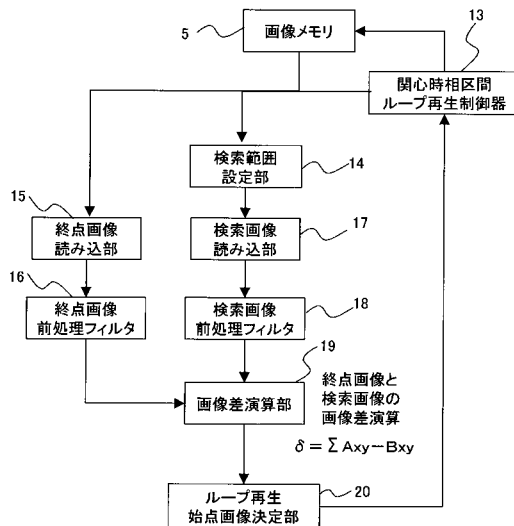 13
5
画像メモリ
関心時相区間
ループ再生制御器
検索範囲
設定部
14
15
終点画像
読み込部
検索画像
読み込部
17
16
終点画像
前処理フィルタ
検索画像
前処理フィルタ
18
19
画像差演算部
終点画像と
検索画像の
画像差演算
δ=Σ Axy-Bxy
ループ再生
始点画像決定部
20